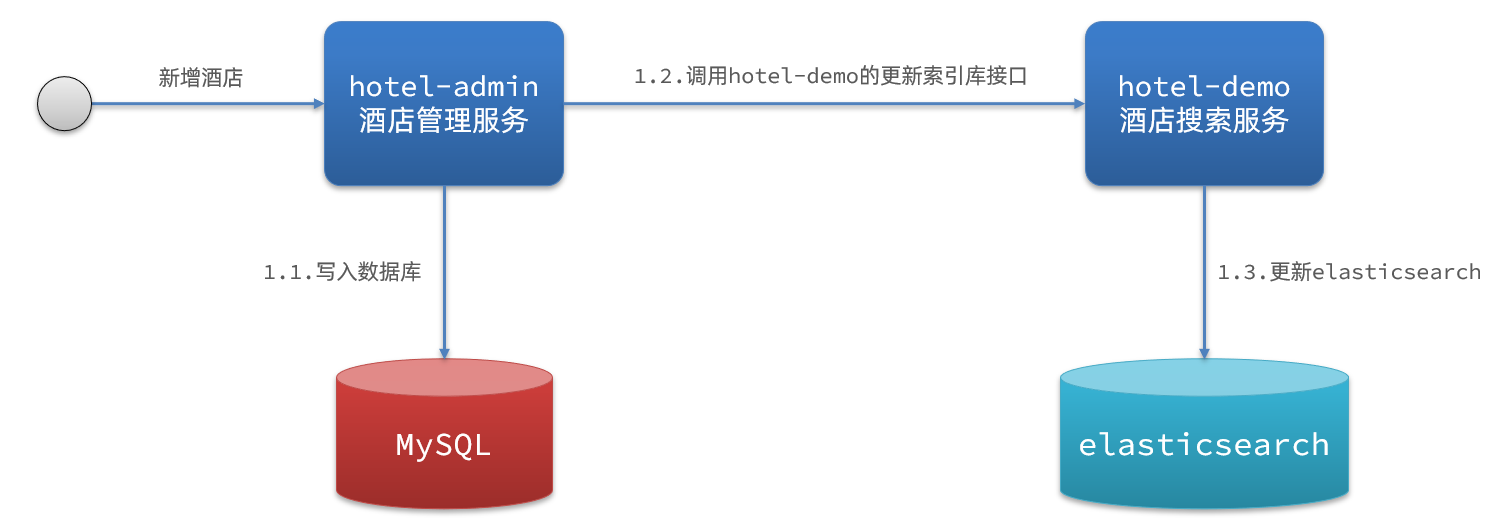 新增酒店
hotel-admin
酒店管理服务
1.2.调用hotel-demo的更新索引库接口
hotel-demo
酒店搜索服务
1.1.写入数据库
1.3.更新elasticsearch
MySQL
elasticsearch